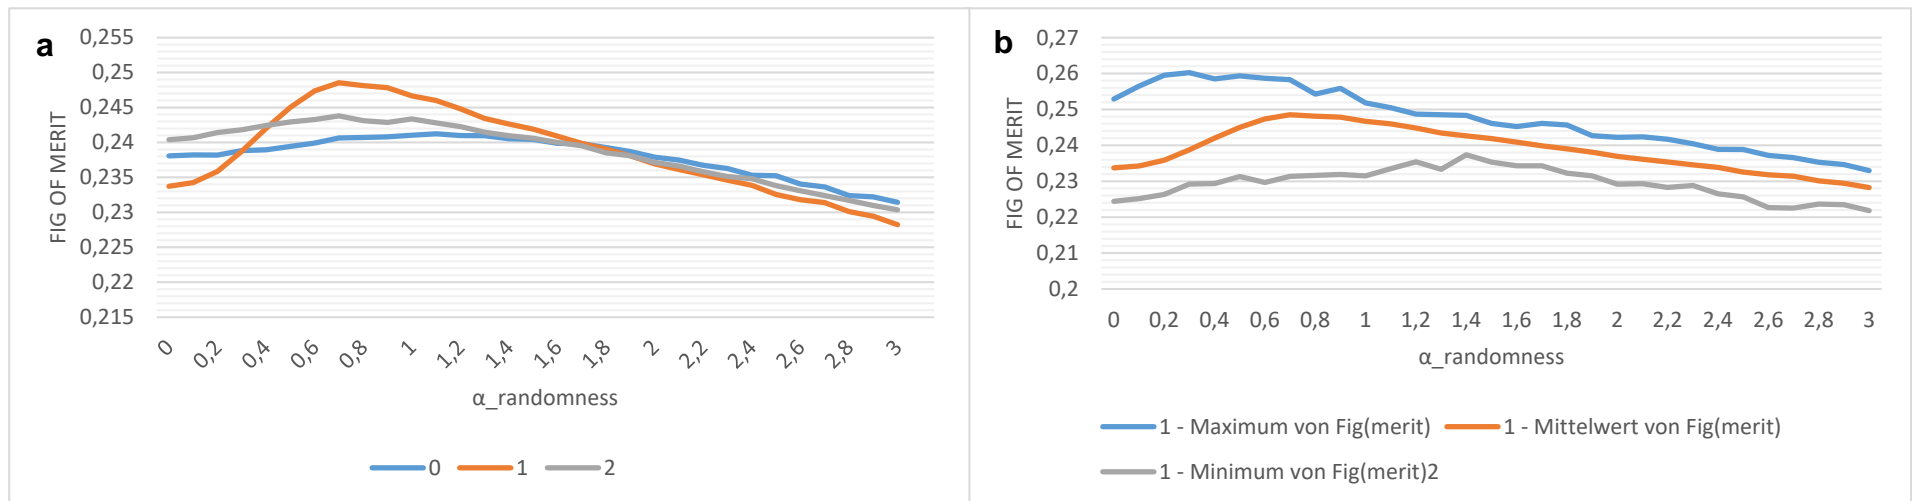 a
0,255
0,25
0,245
0,24
0,235
0,23
0,225
0,22
0,215
FIG OF MERIT
0 0,2 0,4 0,6 0,8 1 1,2 1,4 1,6 1,8 2 2,2 2,4 2,6 2,8 3
α_randomness
0 1 2
b
0,27
0,26
0,25
0,24
0,23
0,22
0,21
0,2
FIG OF MERIT
0 0,2 0,4 0,6 0,8 1 1,2 1,4 1,6 1,8 2 2,2 2,4 2,6 2,8 3
α_randomness
1 - Maximum von Fig(merit) 1 - Mittelwert von Fig(merit)
1 - Minimum von Fig(merit)2